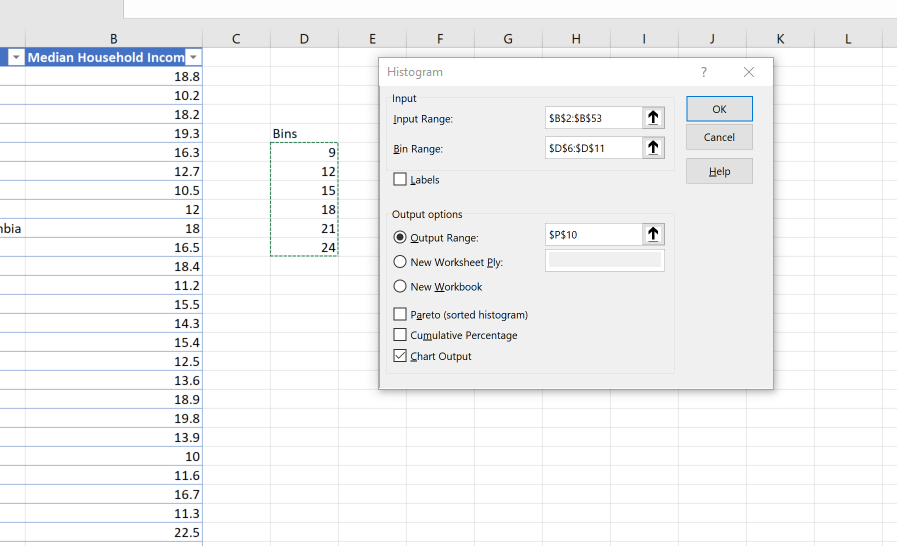 B C D E F G H I J K L
Median Household Incom
18.8
10.2
18.2
19.3
16.3
12.7
10.5
12
mbia 18
16.5
18.4
11.2
15.5
14.3
15.4
12.5
13.6
18.9
19.8
13.9
10
11.6
16.7
11.3
22.5
Bins
9
12
15
18
21
24
Histogram ?
Input
Input Range: $B$2:$B$53
Bin Range: $D$6:$D$11
Labels
Output options
Output Range: $P$10
New Worksheet Ply:
New Workbook
Pareto (sorted histogram)
Cumulative Percentage
Chart Output
OK
Cancel
Help